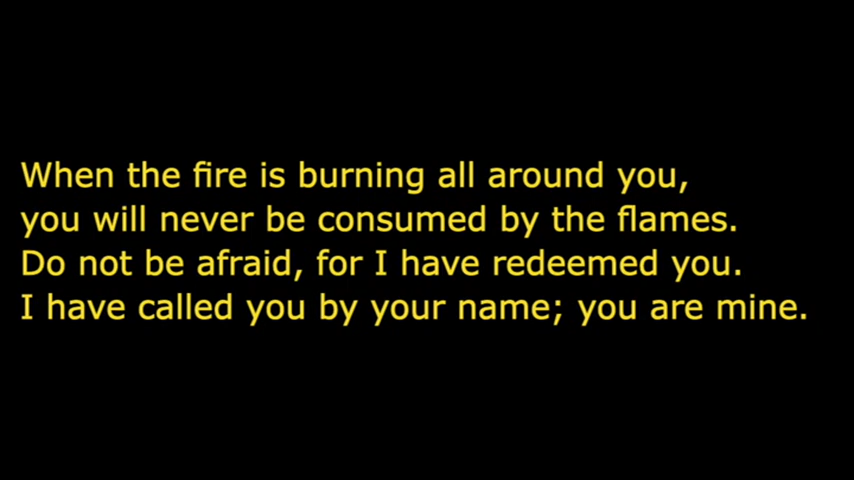 When the fire is burning all around you,
you will never be consumed by the flames.
Do not be afraid, for I have redeemed you.
I have called you by your name; you are mine.